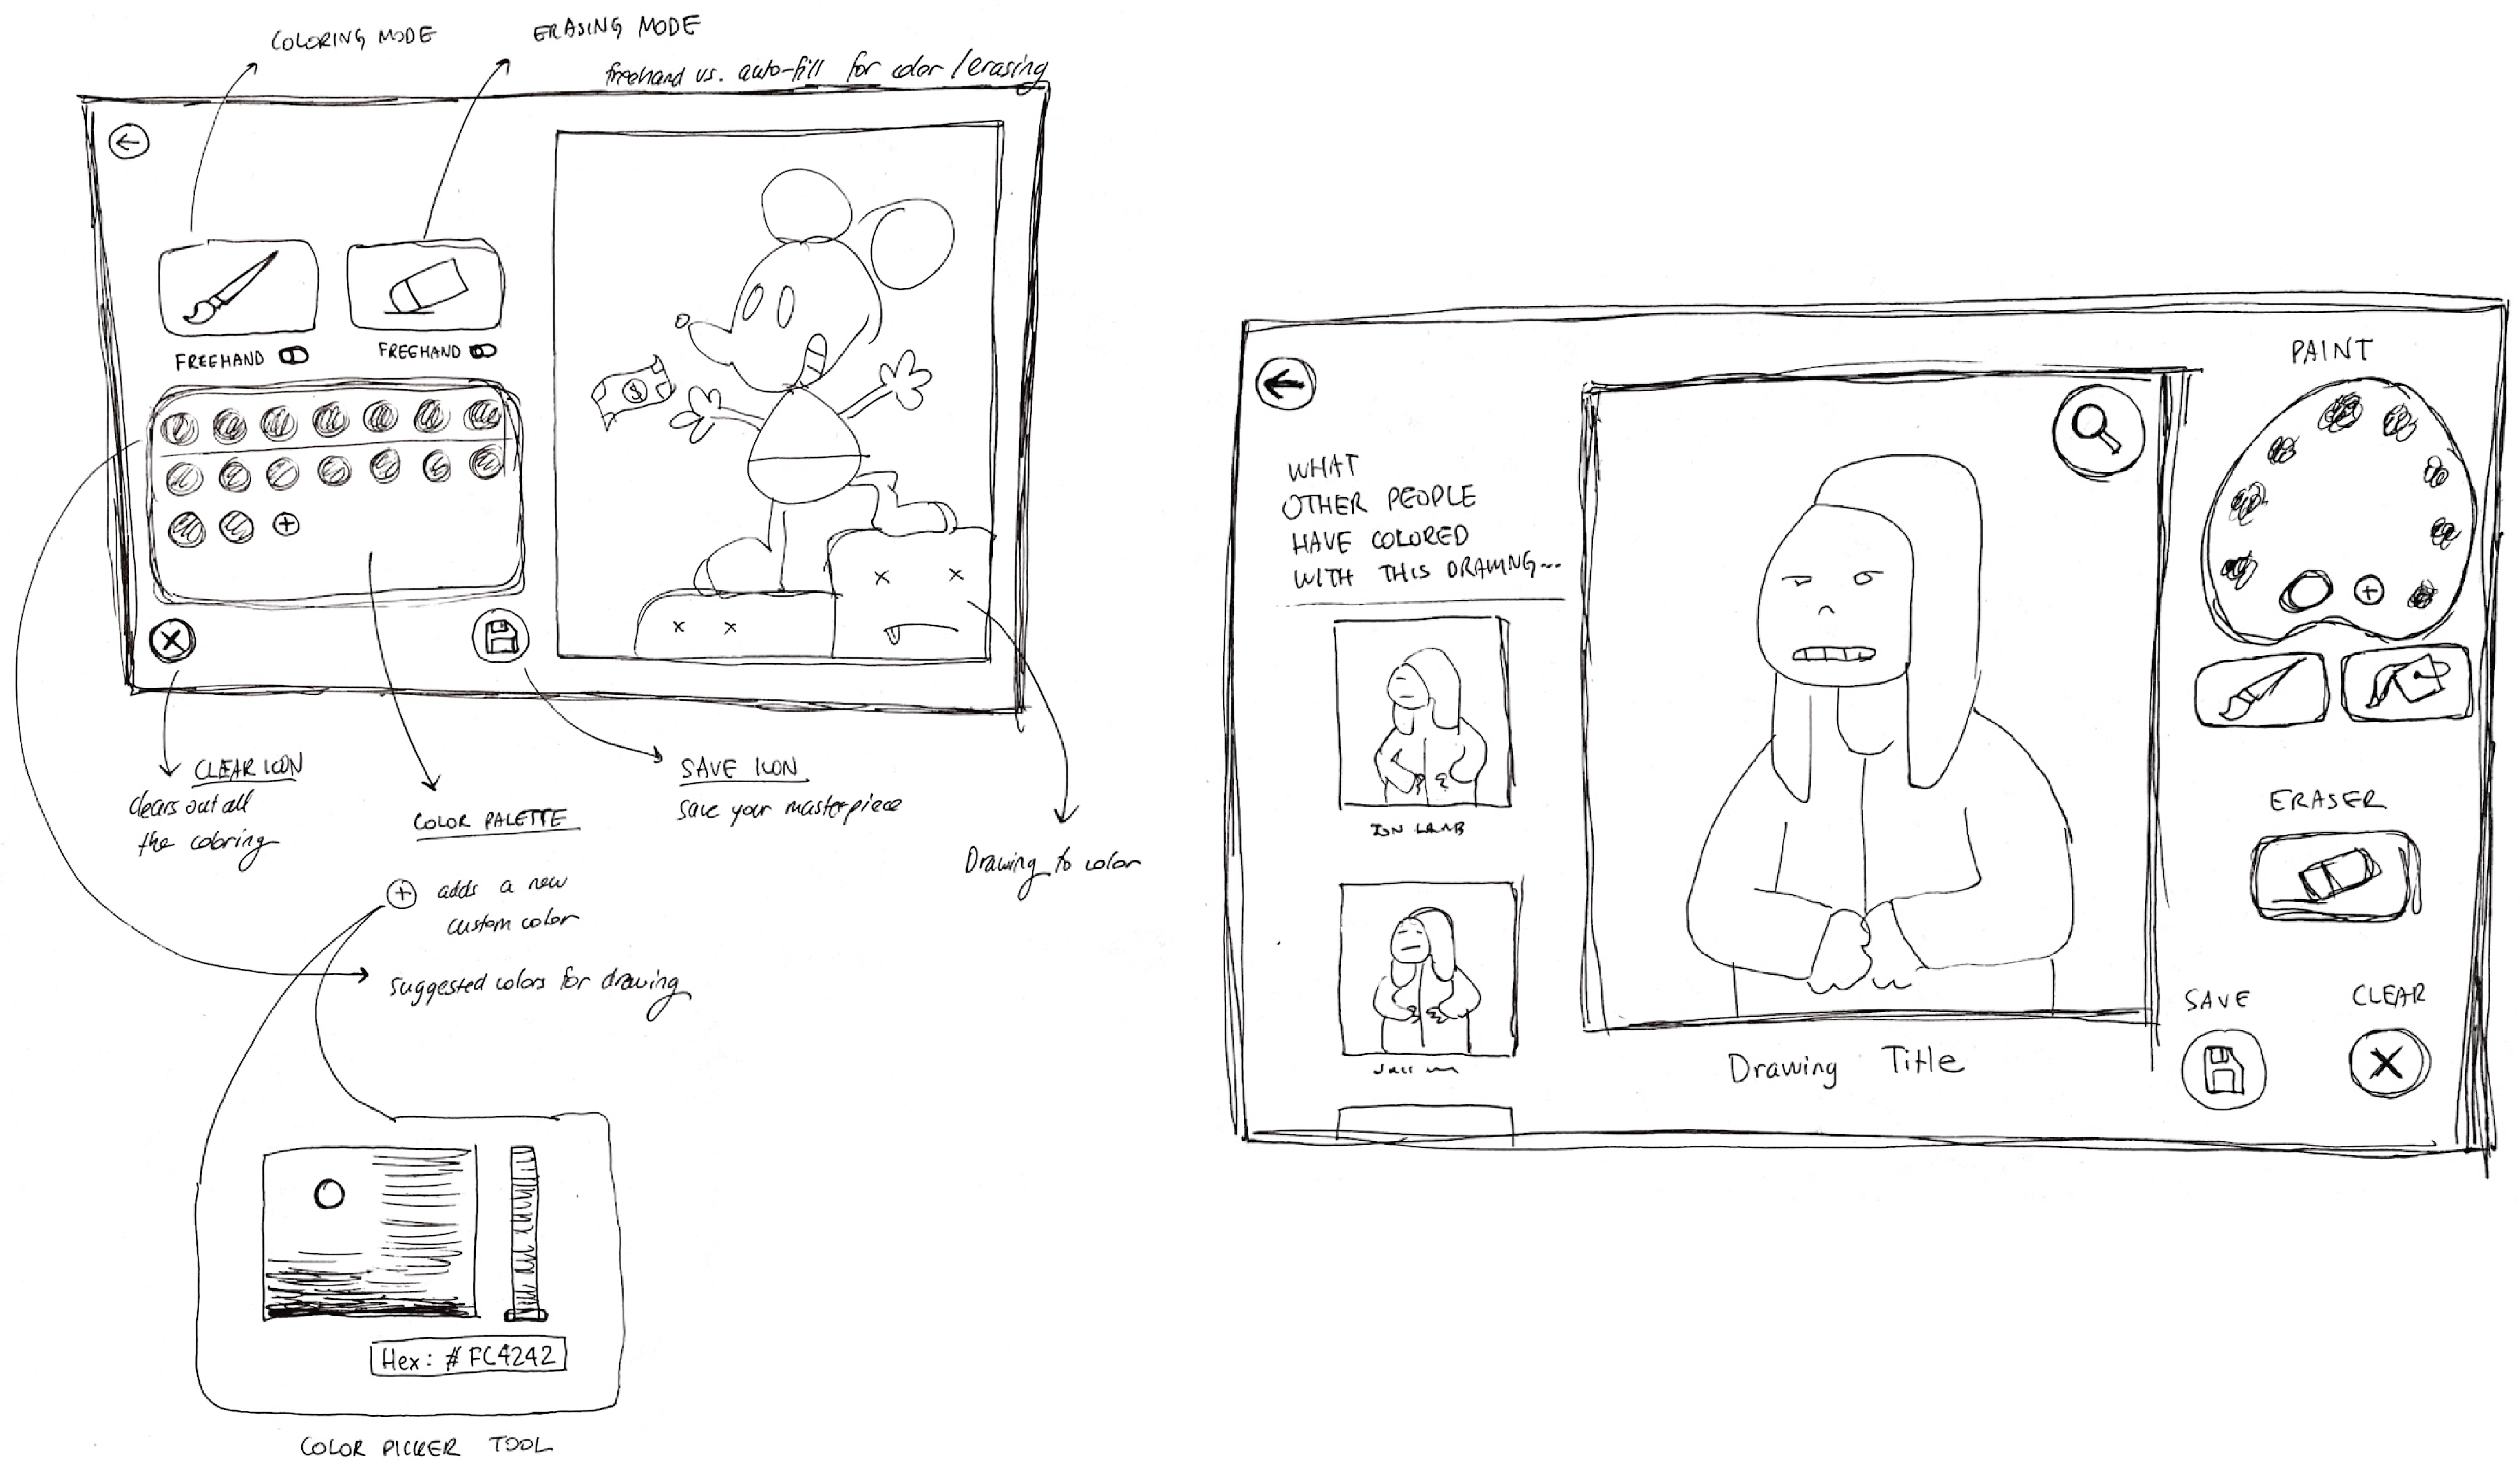 COLORING MODE
ERASING MODE
freehand vs. auto-fill for color / erasing
FREEHAND
FREEHAND
$
CLEAR ICON
clears out all
the coloring
COLOR PALETTE
+ adds a new
custom color
suggested colors for drawing
SAVE ICON
save your masterpiece
Drawing to color
Hex: # FC4242
COLOR PICKER TOOL
WHAT
OTHER PEOPLE
HAVE COLORED
WITH THIS DRAWING...
Drawing Title
PAINT
ERASER
SAVE
CLEAR